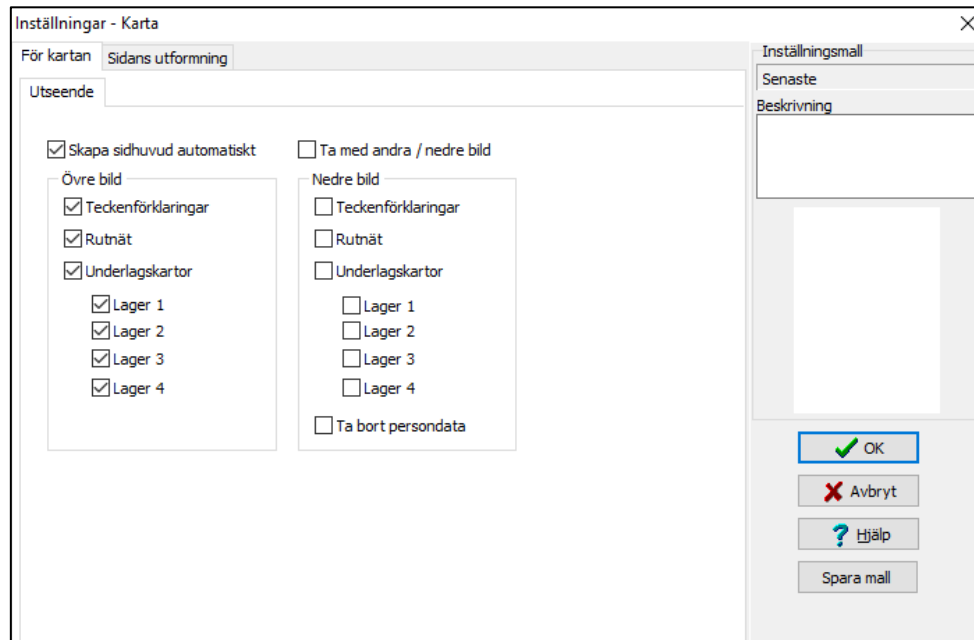 Inställningar - Karta
För kartan Sidans utformning
Utseende
Skapa sidhuvud automatiskt
Övre bild
Teckenförklaringar
Rutnät
Underlagskartor
Lager 1
Lager 2
Lager 3
Lager 4
Ta med andra / nedre bild
Nedre bild
Teckenförklaringar
Rutnät
Underlagskartor
Lager 1
Lager 2
Lager 3
Lager 4
Ta bort persondata
Inställningsmall
Senaste
Beskrivning
OK
Avbryt
Hjälp
Spara mall